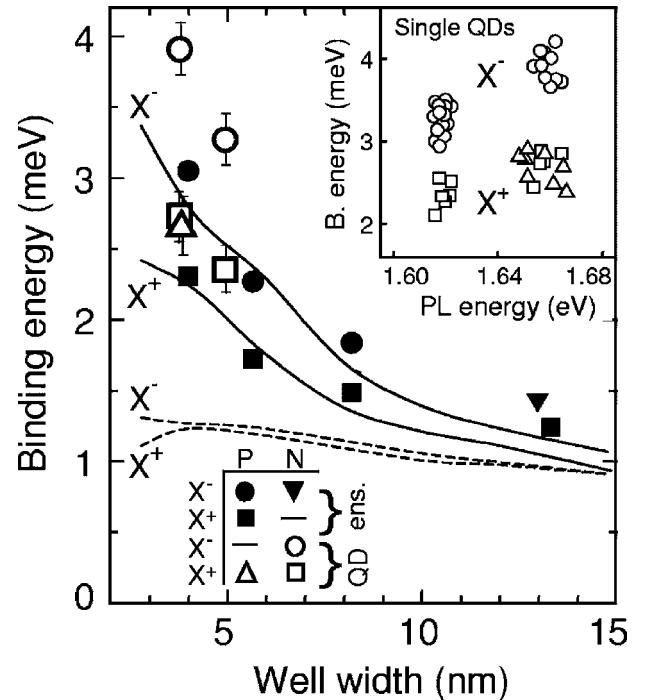 4
3
2
1
0
5
10
15
Binding energy (meV)
Well width (nm)
X⁻
X⁺
X⁻
X⁺
Single QDs
B. energy (meV)
4
3
2
X⁻
X⁺
1.60
1.64
1.68
PL energy (eV)
P N
X⁻ —
X⁺ —
ens.
X⁻ —
X⁺
QD